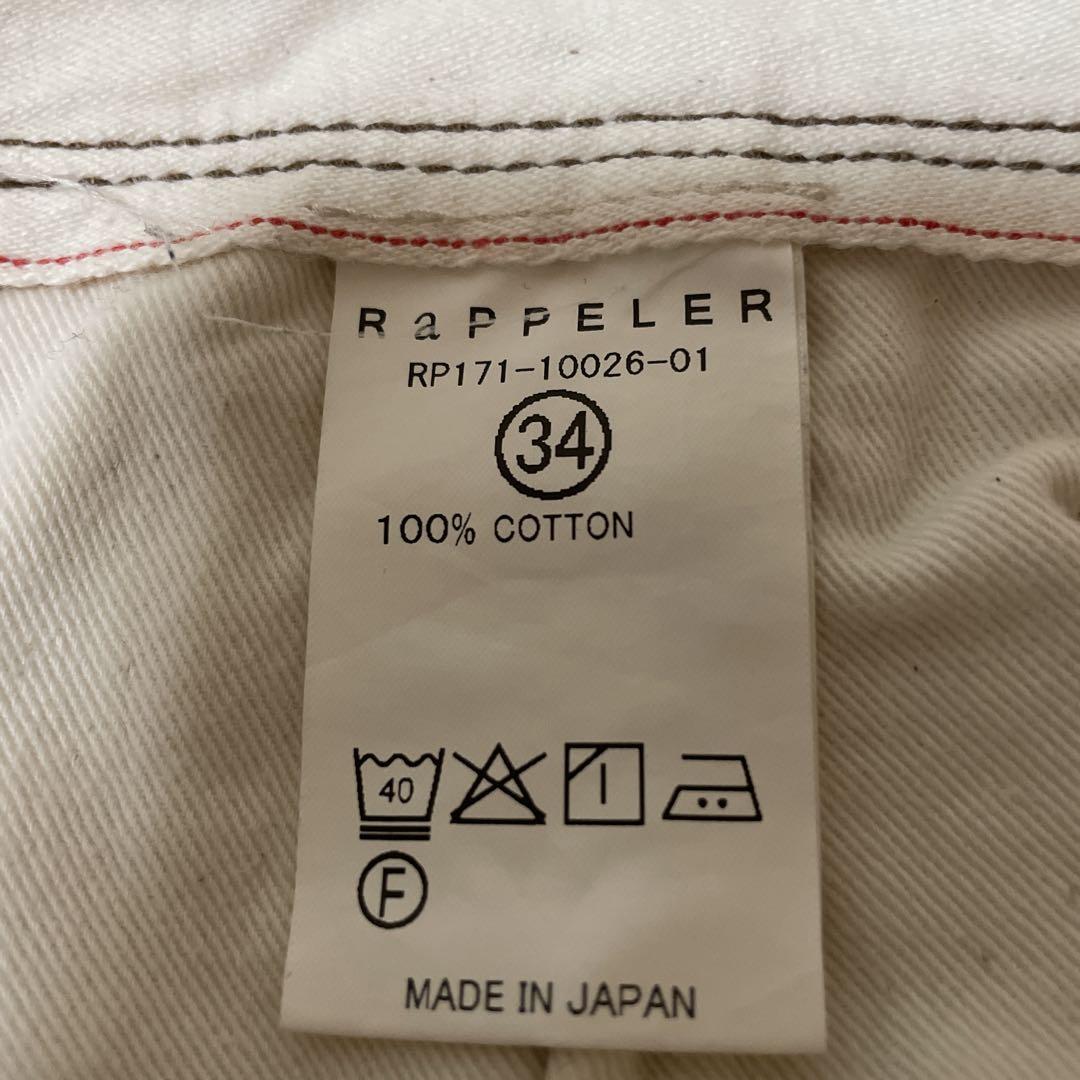 RaPPELER
RP171-10026-01
34
100% COTTON
40
F
MADE IN JAPAN